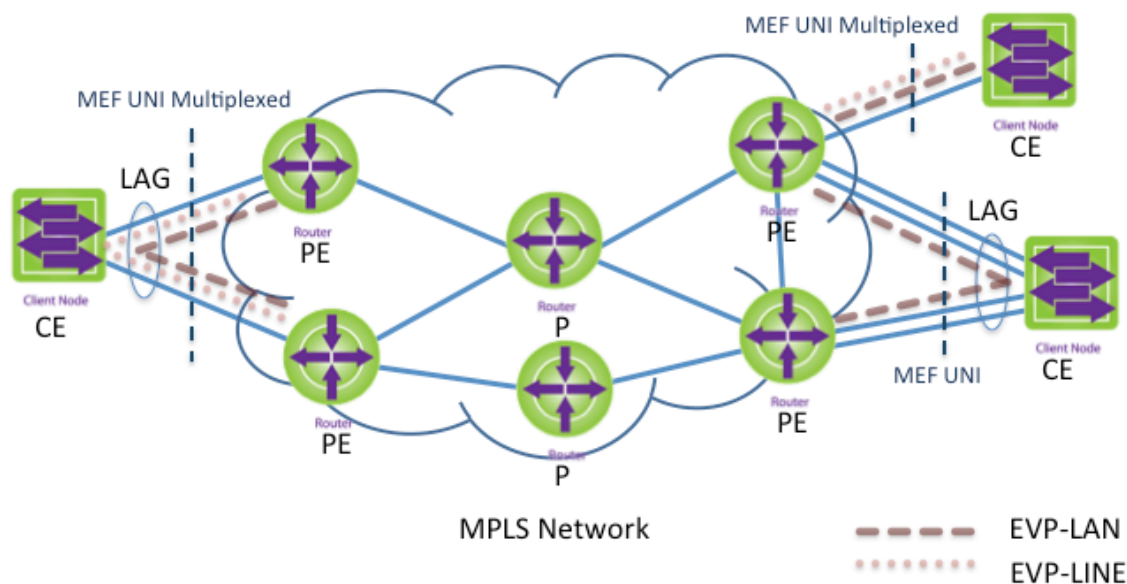 MEF UNI Multiplexed
MEF UNI Multiplexed
Client Node
CE
LAG
Router
PE
Router
PE
LAG
Client Node
CE
Router
P
Client Node
CE
Router
PE
Router
PE
MEF UNI
Router
P
MPLS Network
EVP-LAN
EVP-LINE